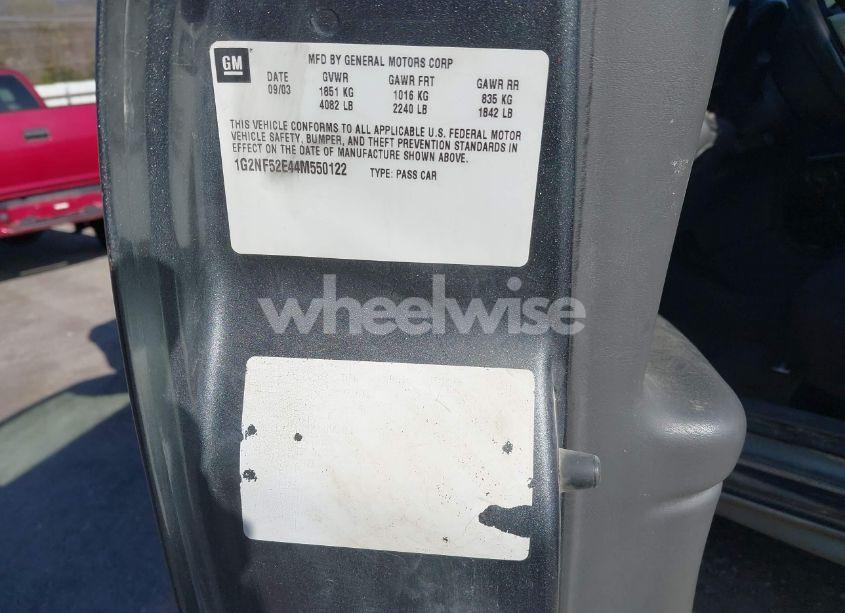 GM
MFD BY GENERAL MOTORS CORP
DATE GVWR GAWR FRT GAWR RR
09/03 1851 KG 1016 KG 835 KG
4082 LB 2240 LB 1842 LB
THIS VEHICLE CONFORMS TO ALL APPLICABLE U.S. FEDERAL MOTOR
VEHICLE SAFETY, BUMPER, AND THEFT PREVENTION STANDARDS IN
EFFECT ON THE DATE OF MANUFACTURE SHOWN ABOVE.
1G2NF52E44M550122 TYPE: PASS CAR
wheelwise